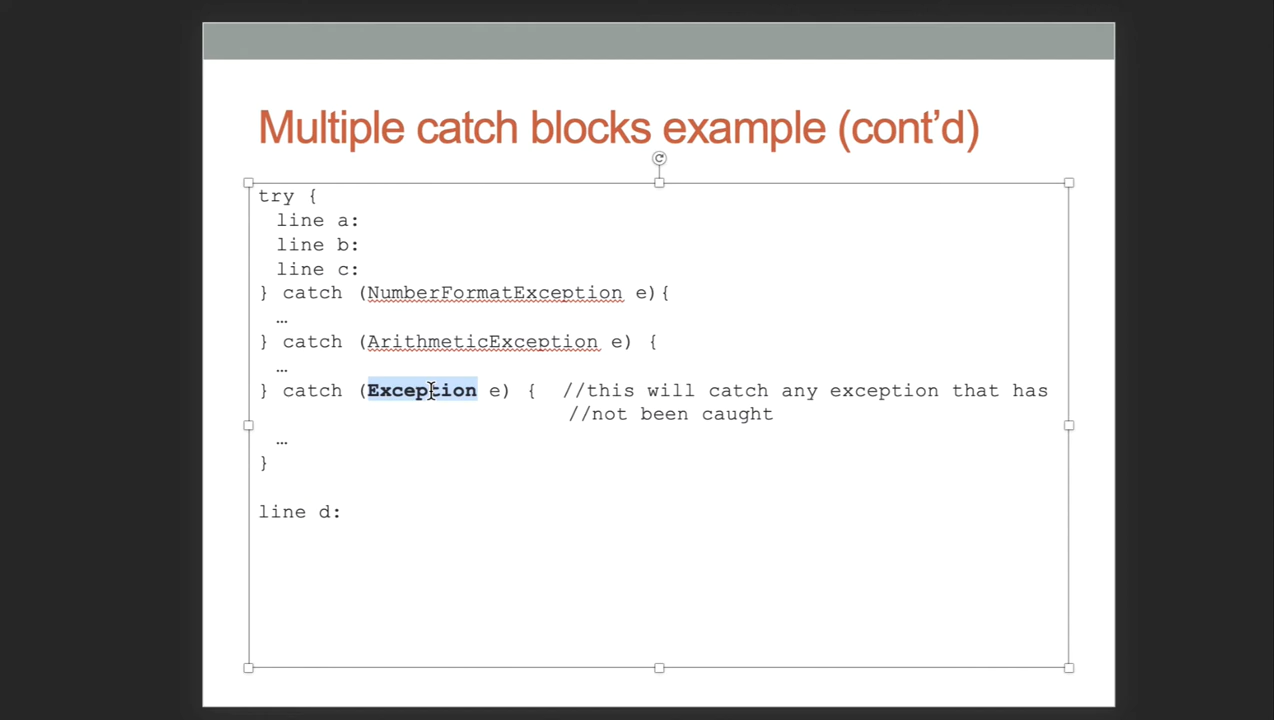 Multiple catch blocks example (cont’d)
try {
line a:
line b:
line c:
} catch (NumberFormatException e){
…
} catch (ArithmeticException e) {
…
} catch (Exception e) { //this will catch any exception that has
//not been caught
…
}
line d: